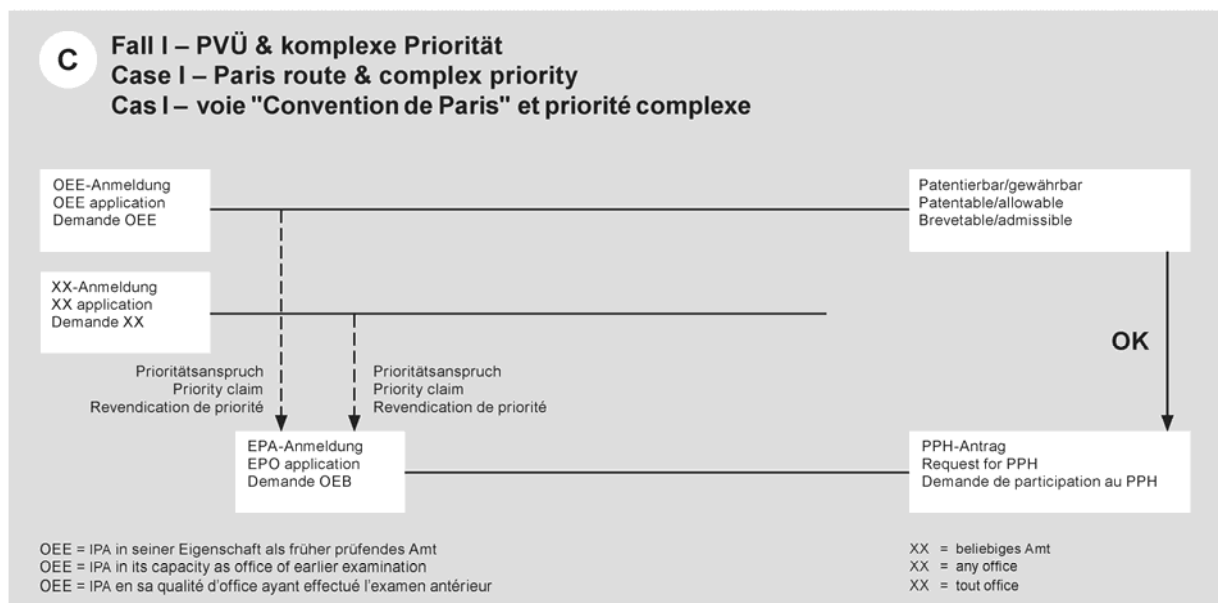 C
Fall I – PVÜ & komplexe Priorität
Case I – Paris route & complex priority
Cas I – voie "Convention de Paris" et priorité complexe
OEE-Anmeldung
OEE application
Demande OEE
Patentierbar/gewährbar
Patentable/allowable
Brevetable/admissible
XX-Anmeldung
XX application
Demande XX
OK
Prioritätsanspruch
Priority claim
Revendication de priorité
Prioritätsanspruch
Priority claim
Revendication de priorité
EPA-Anmeldung
EPO application
Demande OEB
PPH-Antrag
Request for PPH
Demande de participation au PPH
OEE = IPA in seiner Eigenschaft als früher prüfendes Amt
OEE = IPA in its capacity as office of earlier examination
OEE = IPA en sa qualité d'office ayant effectué l'examen antérieur
XX = beliebiges Amt
XX = any office
XX = tout office